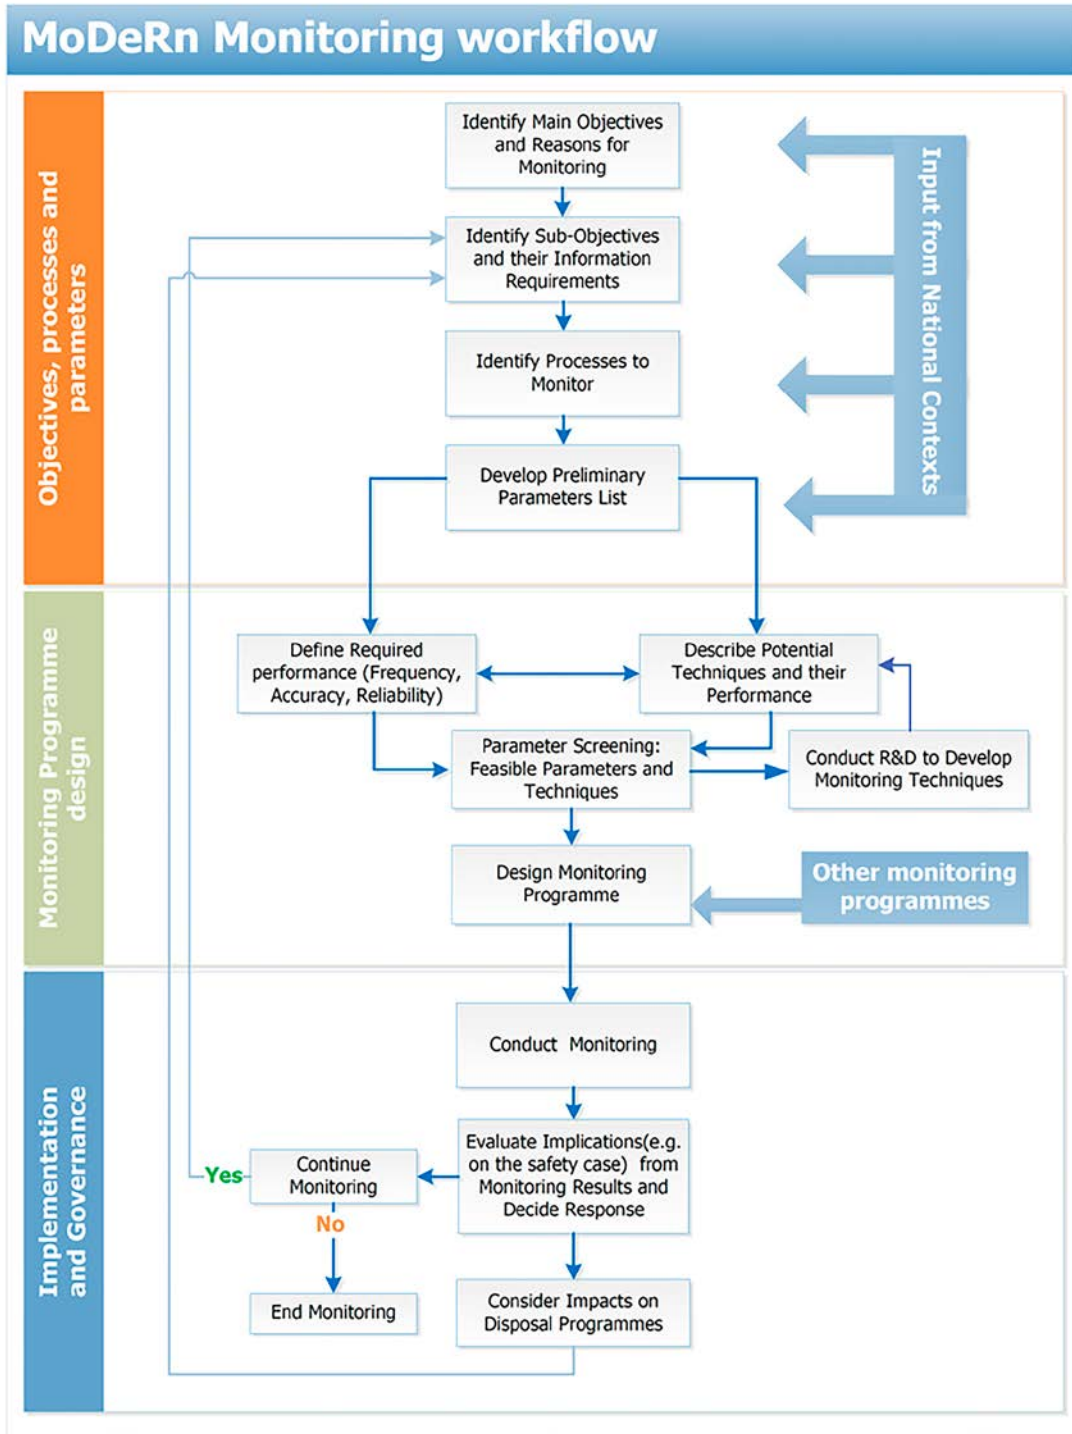 MoDeRn Monitoring workflow
Objectives, processes and
parameters
Identify Main Objectives
and Reasons for
Monitoring
Identify Sub-Objectives
and their Information
Requirements
Identify Processes to
Monitor
Develop Preliminary
Parameters List
Input from National
Contexts
Monitoring Programme
design
Define Required
performance (Frequency,
Accuracy, Reliability)
Describe Potential
Techniques and their
Performance
Parameter Screening:
Feasible Parameters and
Techniques
Conduct R&D to Develop
Monitoring Techniques
Design Monitoring
Programme
Other monitoring
programmes
Implementation
and Governance
Conduct Monitoring
Evaluate Implications(e.g.
on the safety case) from
Monitoring Results and
Decide Response
Continue
Monitoring
Yes
No
End Monitoring
Consider Impacts on
Disposal Programmes